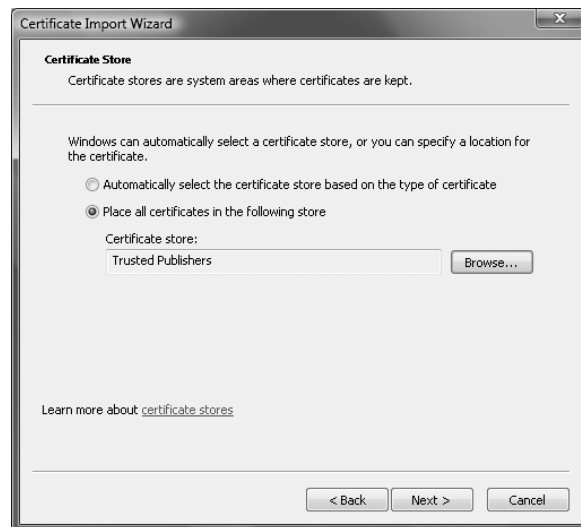 Certificate Import Wizard
Certificate Store
Certificate stores are system areas where certificates are kept.
Windows can automatically select a certificate store, or you can specify a location for
the certificate.
Automatically select the certificate store based on the type of certificate
Place all certificates in the following store
Certificate store:
Trusted Publishers
Browse...
Learn more about certificate stores
< Back
Next >
Cancel